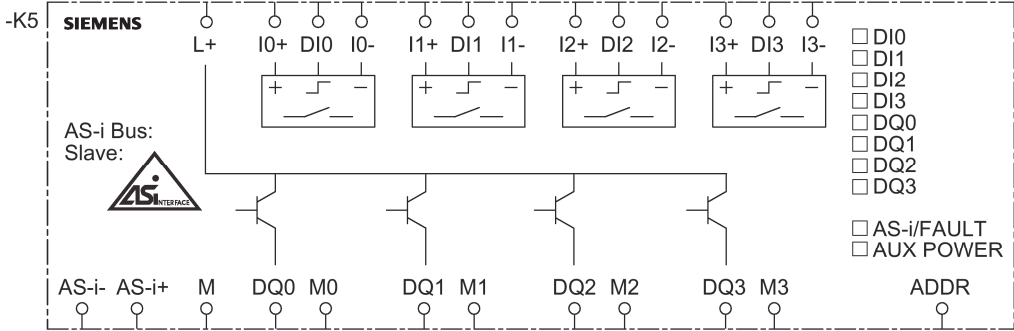 -K5
SIEMENS
L+ I0+ DI0 I0- I1+ DI1 I1- I2+ DI2 I2- I3+ DI3 I3-
+ − + − + − + −
AS-i Bus:
Slave:
ASi
INTERFACE
DI0
DI1
DI2
DI3
DQ0
DQ1
DQ2
DQ3
AS-i/FAULT
AUX POWER
AS-i- AS-i+ M DQ0 M0 DQ1 M1 DQ2 M2 DQ3 M3 ADDR